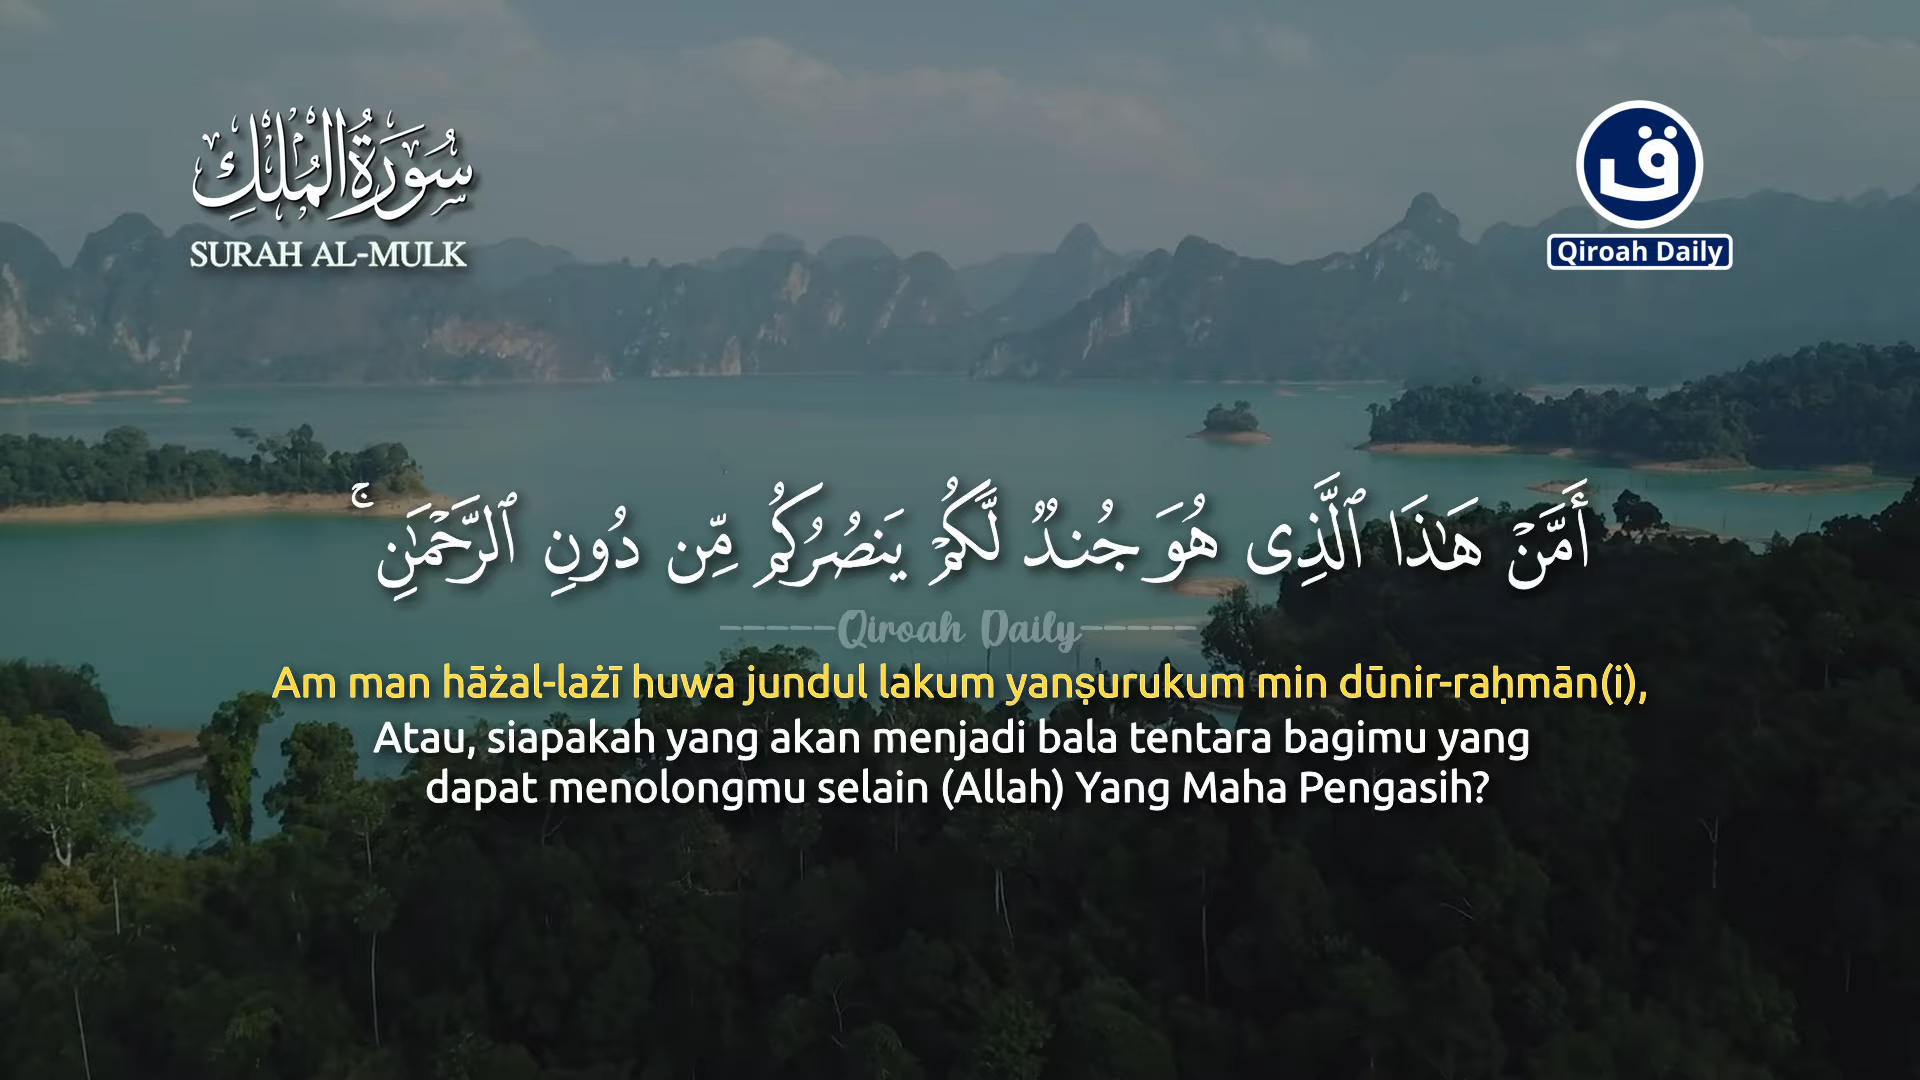 سُورَةُ الْمُلْكِ
SURAH AL-MULK
ق
Qiroah Daily
أَمَّنْ هَٰذَا ٱلَّذِى هُوَ جُندٌ لَّكُمْ يَنصُرُكُم مِّن دُونِ ٱلرَّحْمَٰنِ ۚ
-----Qiroah Daily-----
Am man hāżal-lażī huwa jundul lakum yanṣurukum min dūnir-raḥmān(i),
Atau, siapakah yang akan menjadi bala tentara bagimu yang
dapat menolongmu selain (Allah) Yang Maha Pengasih?